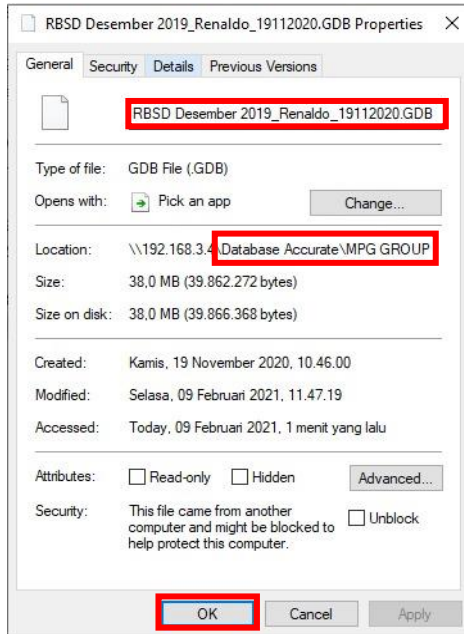 RBSD Desember 2019_Renaldo_19112020.GDB Properties
General Security Details Previous Versions
RBSD Desember 2019_Renaldo_19112020.GDB
Type of file: GDB File (.GDB)
Opens with: Pick an app Change...
Location: \\192.168.3.4\Database Accurate\MPG GROUP
Size: 38,0 MB (39.862.272 bytes)
Size on disk: 38,0 MB (39.866.368 bytes)
Created: Kamis, 19 November 2020, 10.46.00
Modified: Selasa, 09 Februari 2021, 11.47.19
Accessed: Today, 09 Februari 2021, 1 menit yang lalu
Attributes: Read-only Hidden Advanced...
Security: This file came from another
computer and might be blocked to
help protect this computer.
Unblock
OK Cancel Apply